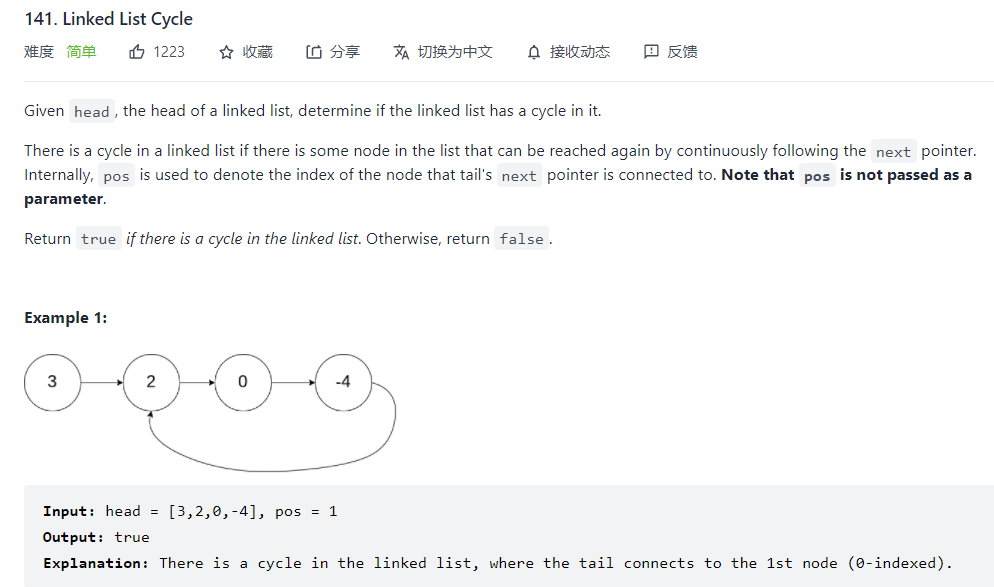 141. Linked List Cycle
难度 简单 1223 收藏 分享 切换为中文 接收动态 反馈
Given head, the head of a linked list, determine if the linked list has a cycle in it.
There is a cycle in a linked list if there is some node in the list that can be reached again by continuously following the next pointer.
Internally, pos is used to denote the index of the node that tail's next pointer is connected to. Note that pos is not passed as a
parameter.
Return true if there is a cycle in the linked list. Otherwise, return false.
Example 1:
3 2 0 -4
Input: head = [3,2,0,-4], pos = 1
Output: true
Explanation: There is a cycle in the linked list, where the tail connects to the 1st node (0-indexed).